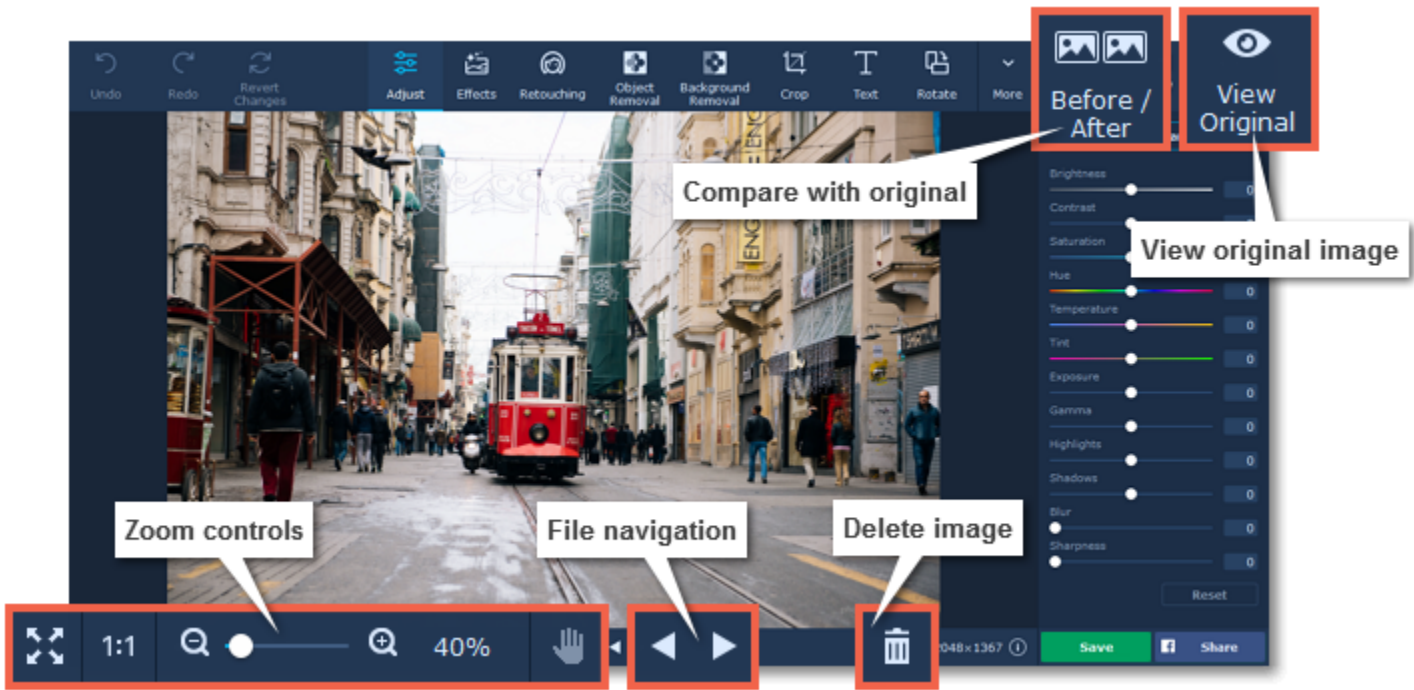 Undo
Redo
Revert
Changes
Adjust
Effects
Retouching
Object
Removal
Background
Removal
Crop
Text
Rotate
More
Before /
After
View
Original
Compare with original
View original image
Brightness
0
Contrast
Saturation
Hue
0
Temperature
0
Tint
0
Exposure
0
Gamma
0
Highlights
0
Shadows
0
Blur
0
Sharpness
0
Reset
Zoom controls
File navigation
Delete image
1:1
40%
2048×1367
Save
Share